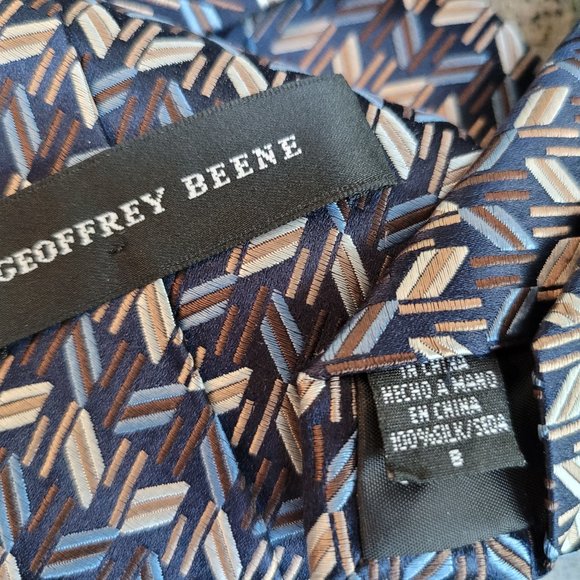 GEOFFREY BEENE
IN CHINA
HECHO A MANO
EN CHINA
100%SILK/SEDA
8